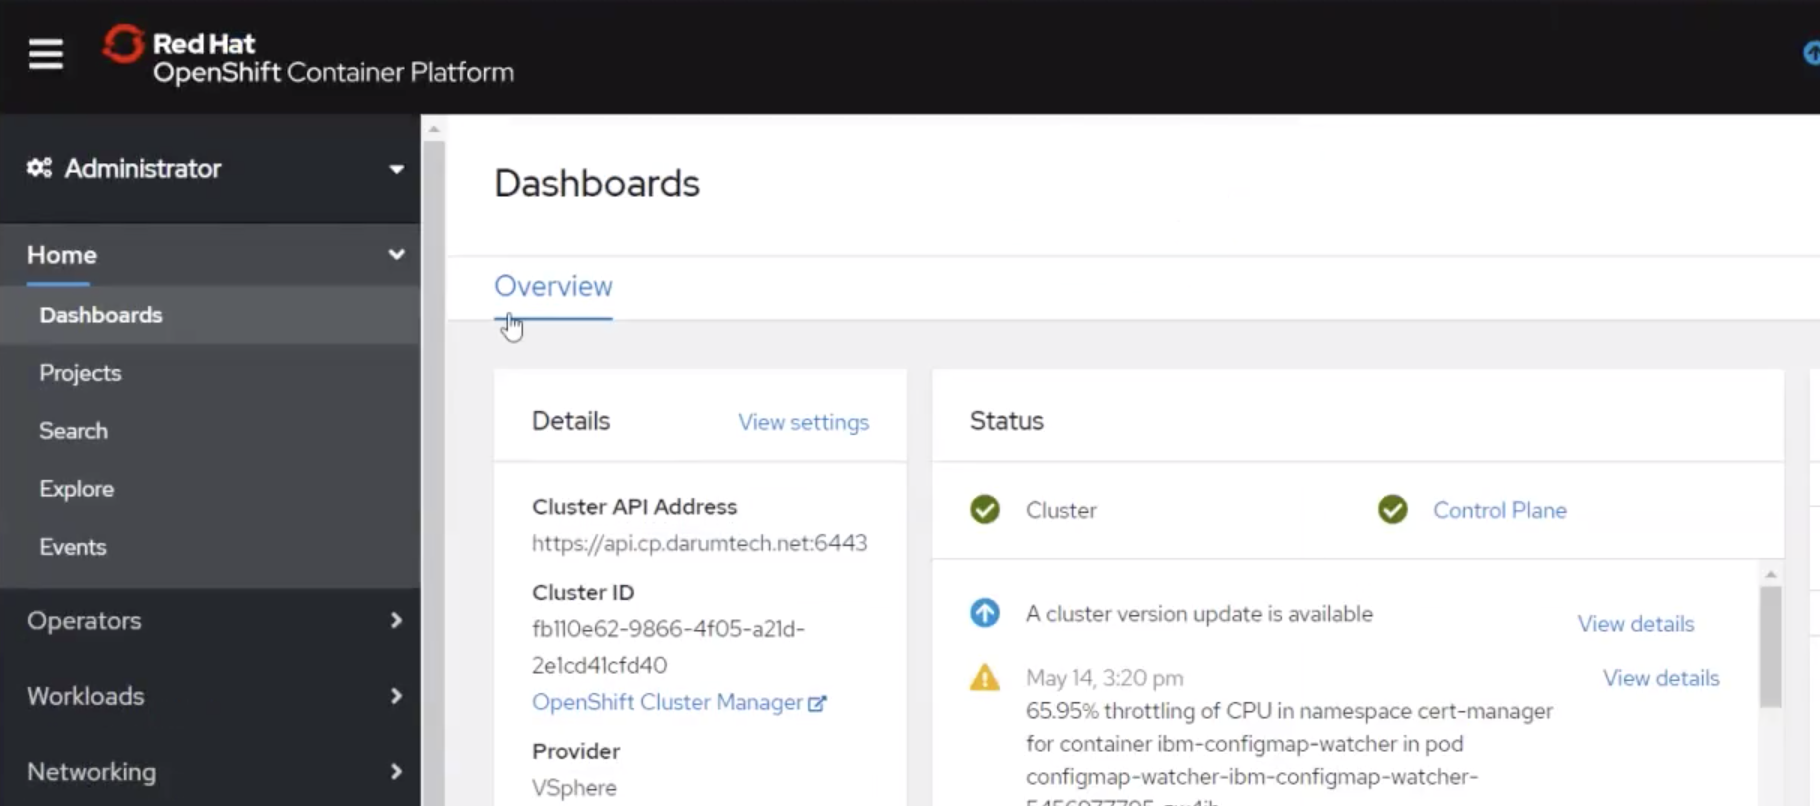 Red Hat
OpenShift Container Platform
Administrator
Home
Dashboards
Projects
Search
Explore
Events
Operators
Workloads
Networking
Dashboards
Overview
Details
View settings
Cluster API Address
https://api.cp.darumtech.net:6443
Cluster ID
fb110e62-9866-4f05-a21d-
2e1cd41cfd40
OpenShift Cluster Manager
Provider
VSphere
Status
Cluster
Control Plane
A cluster version update is available
View details
May 14, 3:20 pm
View details
65.95% throttling of CPU in namespace cert-manager
for container ibm-configmap-watcher in pod
configmap-watcher-ibm-configmap-watcher-